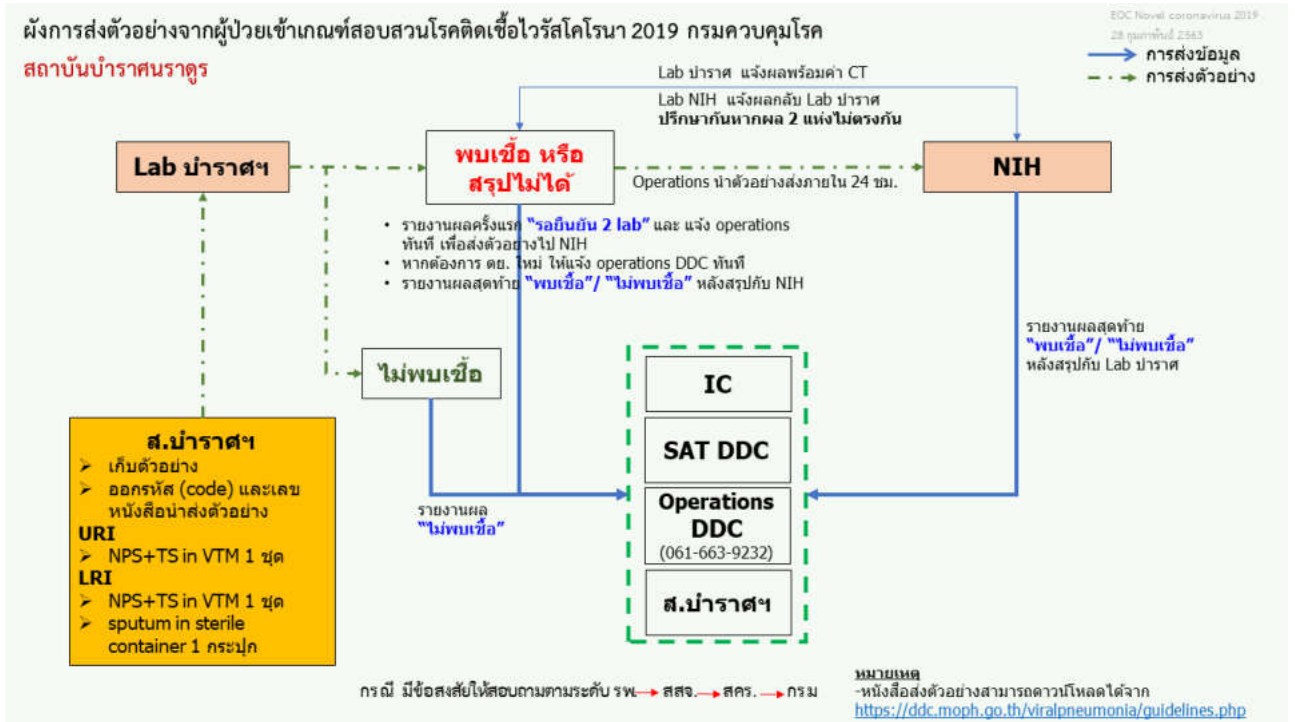 ผังการส่งตัวอย่างจากผู้ป่วยเข้าเกณฑ์สอบสวนโรคติดเชื้อไวรัสโคโรนา 2019 กรมควบคุมโรค
สถาบันบำราศนราดูร
EOC Novel coronavirus 2019
28 กุมภาพันธ์ 2563
การส่งข้อมูล
การส่งตัวอย่าง
Lab บำราศ แจ้งผลพร้อมค่า CT
Lab NIH แจ้งผลกลับ Lab บำราศ
ปรึกษากันหากผล 2 แห่งไม่ตรงกัน
Lab บำราศฯ
พบเชื้อ หรือ
สรุปไม่ได้
Operations นำตัวอย่างส่งภายใน 24 ชม.
NIH
• รายงานผลครั้งแรก “รอยืนยัน 2 lab” และ แจ้ง operations
ทันที เพื่อส่งตัวอย่างไป NIH
• หากต้องการ ตย. ใหม่ ให้แจ้ง operations DDC ทันที
• รายงานผลสุดท้าย “พบเชื้อ”/ “ไม่พบเชื้อ” หลังสรุปกับ NIH
รายงานผลสุดท้าย
“พบเชื้อ”/ “ไม่พบเชื้อ”
หลังสรุปกับ Lab บำราศ
ไม่พบเชื้อ
รายงานผล
“ไม่พบเชื้อ”
IC
SAT DDC
Operations
DDC
(061-663-9232)
ส.บำราศฯ
ส.บำราศฯ
➢ เก็บตัวอย่าง
➢ ออกรหัส (code) และเลข
หนังสือนำส่งตัวอย่าง
URI
➢ NPS+TS in VTM 1 ชุด
LRI
➢ NPS+TS in VTM 1 ชุด
➢ sputum in sterile
container 1 กระปุก
กรณี มีข้อสงสัยให้สอบถามตามระดับ รพ. → สสจ. → สคร. → กรม
หมายเหตุ
-หนังสือส่งตัวอย่างสามารถดาวน์โหลดได้จาก
https://ddc.moph.go.th/viralpneumonia/guidelines.php